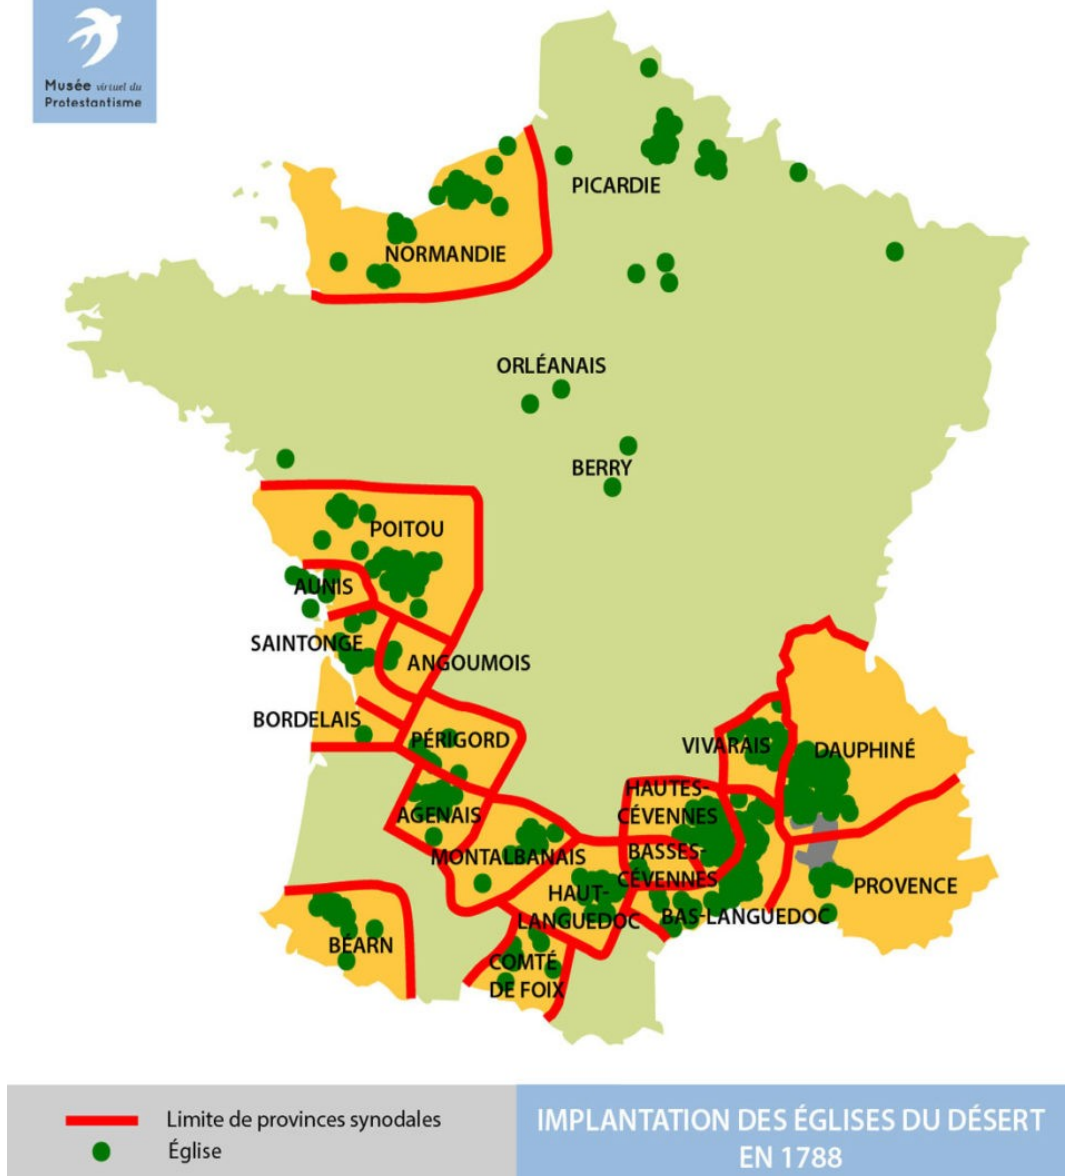 Musée virtuel du
Protestantisme
PICARDIE
NORMANDIE
ORLÉANAIS
BERRY
POITOU
AUNIS
SAINTONGE
ANGOUMOIS
BORDELAIS
PÉRIGORD
VIVARAIS
DAUPHINÉ
HAUTES-
CÉVENNES
AGENAIS
MONTALBANAIS
BASSES-
CÉVENNES
PROVENCE
HAUT-
LANGUEDOC
BAS-LANGUEDOC
BÉARN
COMTÉ
DE FOIX
Limite de provinces synodales
Église
IMPLANTATION DES ÉGLISES DU DÉSERT
EN 1788